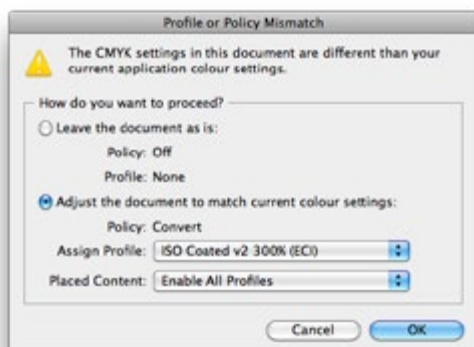 Profile or Policy Mismatch
The CMYK settings in this document are different than your
current application colour settings.
How do you want to proceed?
Leave the document as is:
Policy: Off
Profile: None
Adjust the document to match current colour settings:
Policy: Convert
Assign Profile: ISO Coated v2 300% (ECI)
Placed Content: Enable All Profiles
Cancel OK